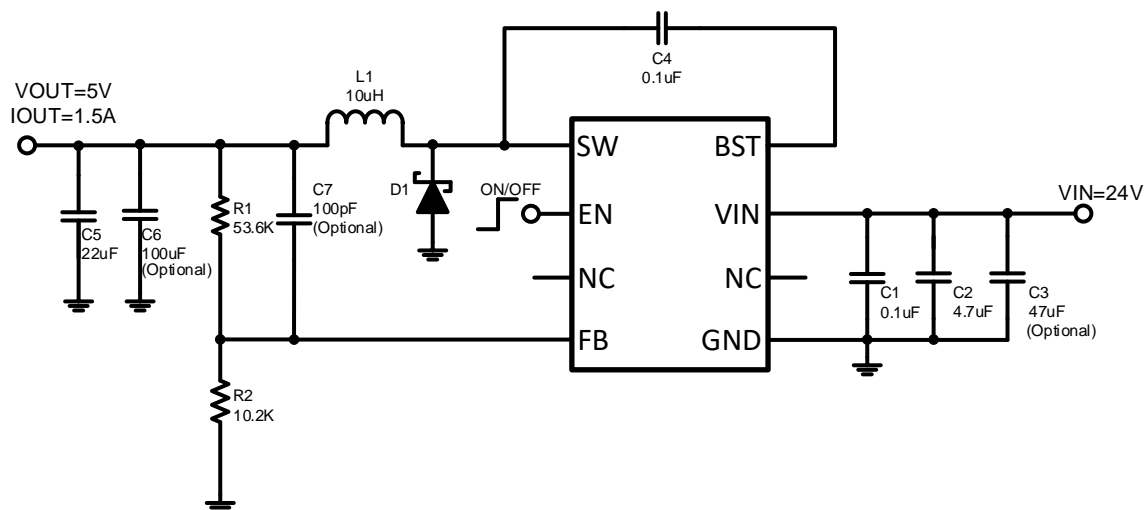 C4
0.1uF
VOUT=5V
IOUT=1.5A
L1
10uH
SW
BST
D1
ON/OFF
C7
100pF
(Optional)
R1
53.6K
EN
VIN
VIN=24V
C5
22uF
C6
100uF
(Optional)
NC
NC
C1
0.1uF
C2
4.7uF
C3
47uF
(Optional)
FB
GND
R2
10.2K